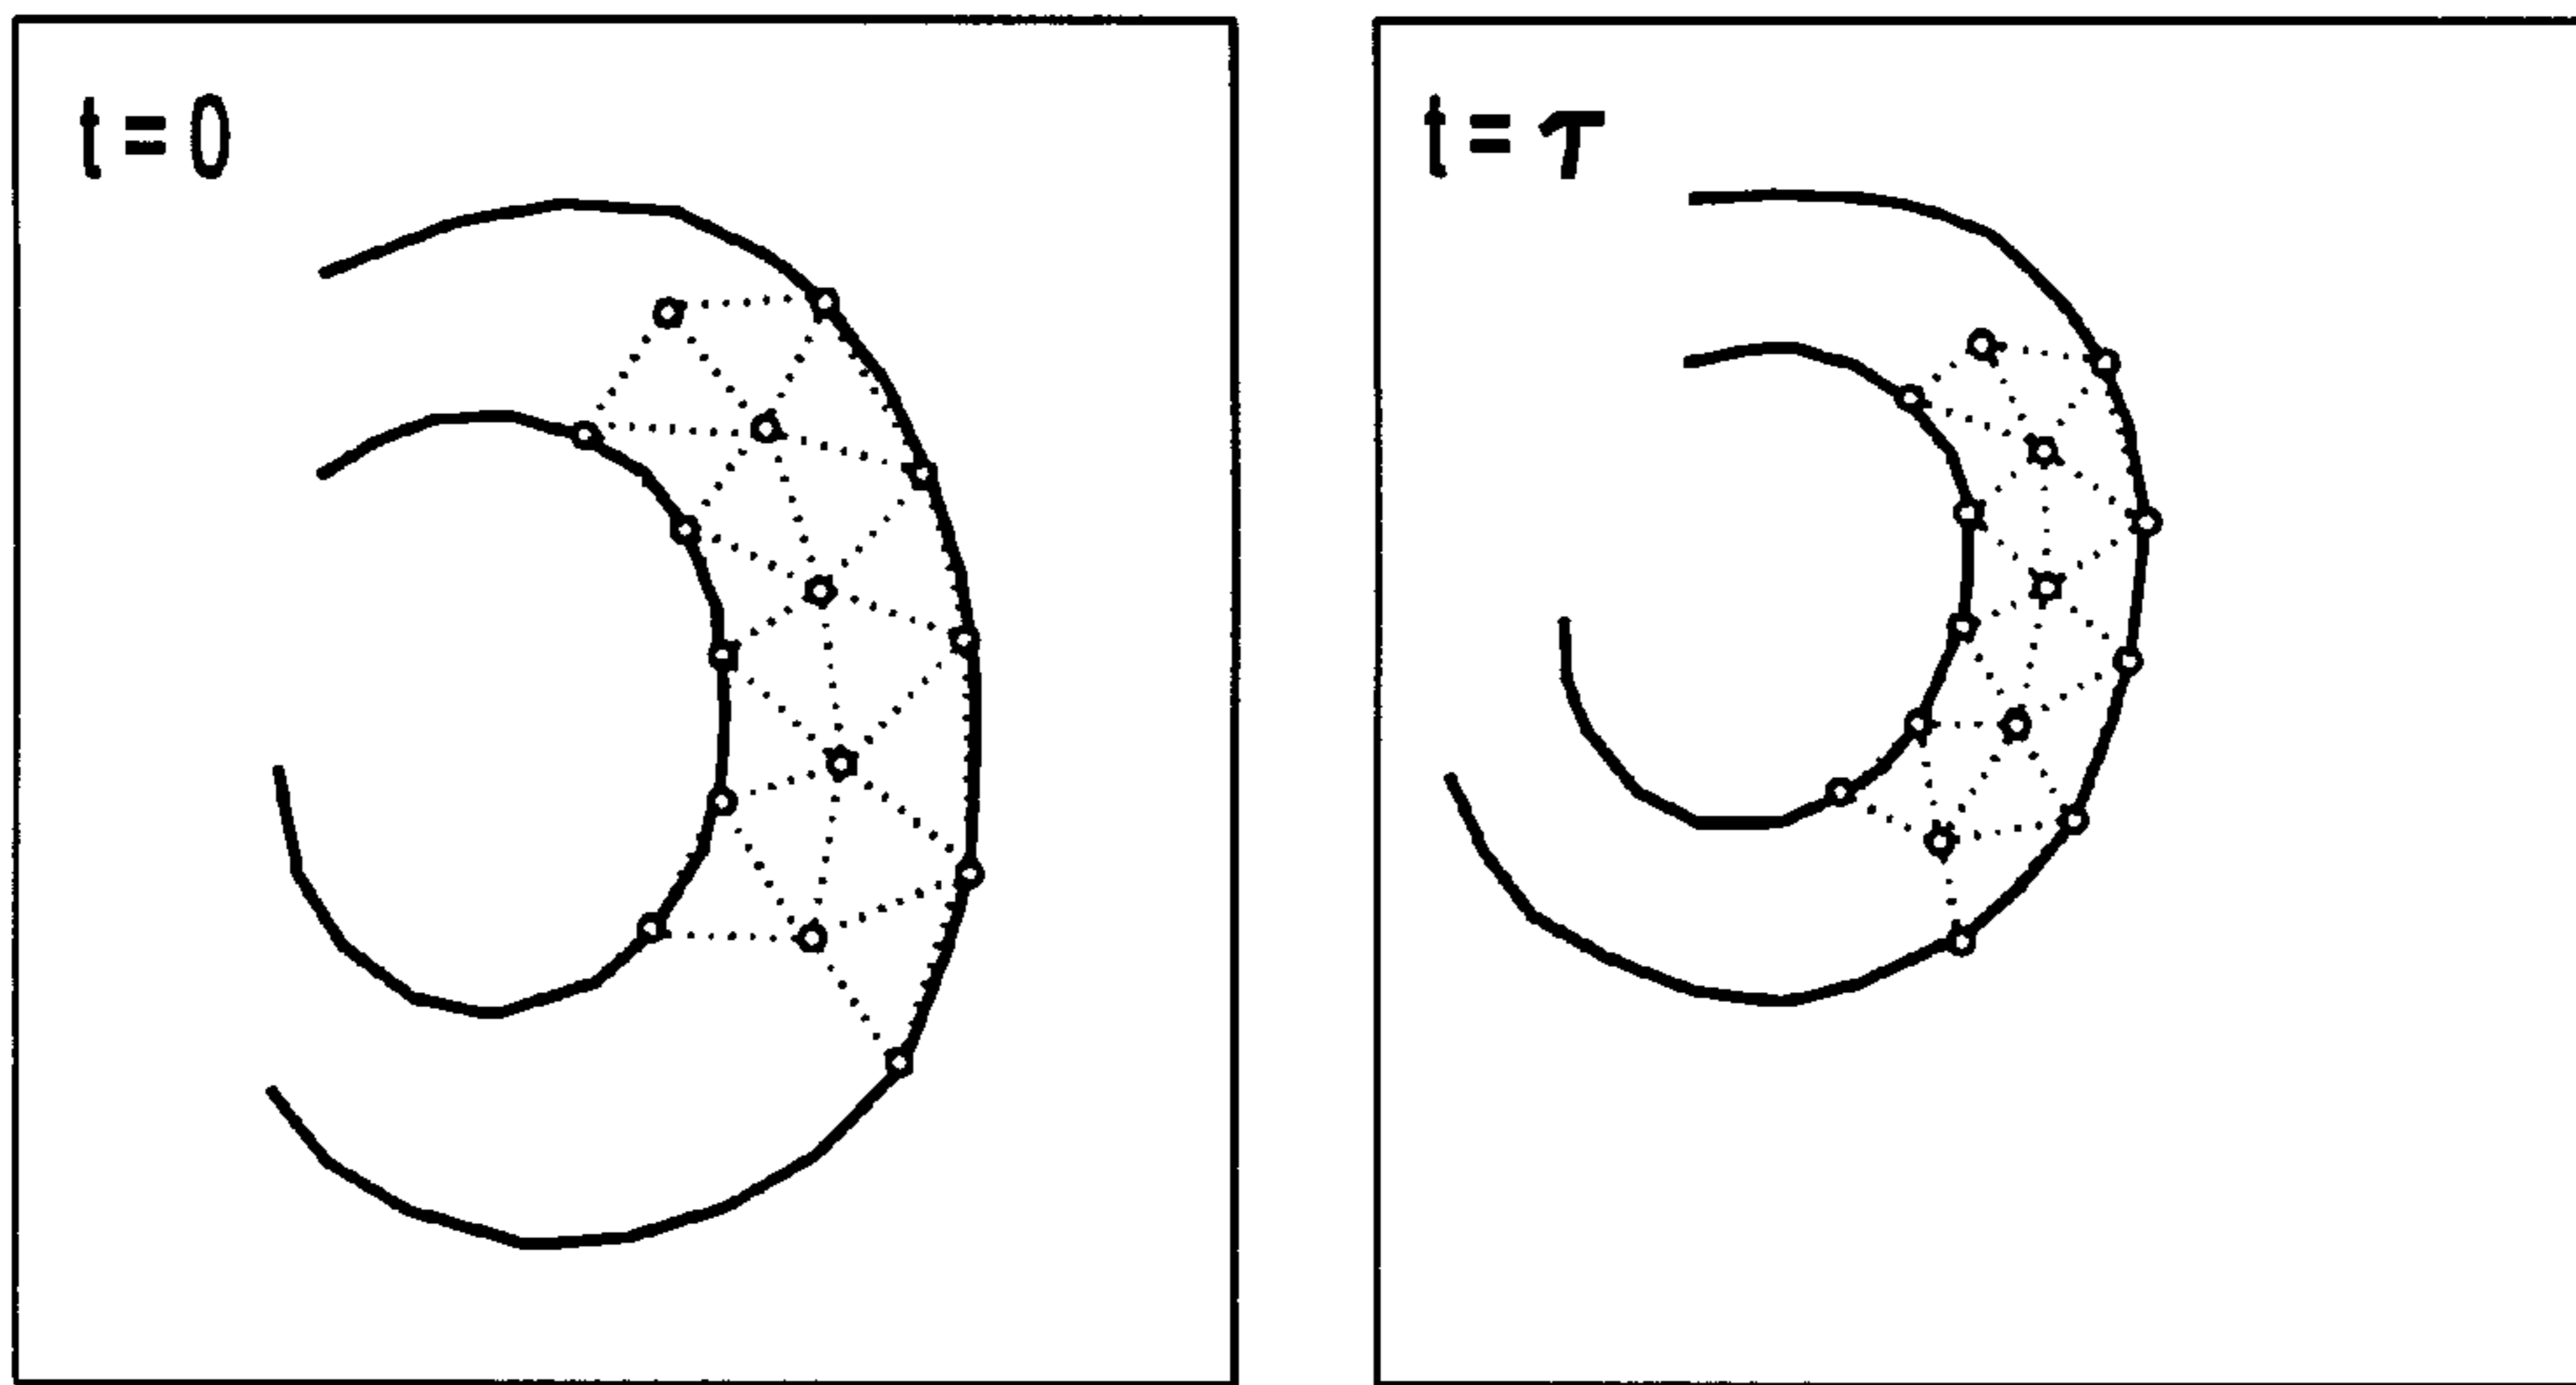 t = 0
t = τ